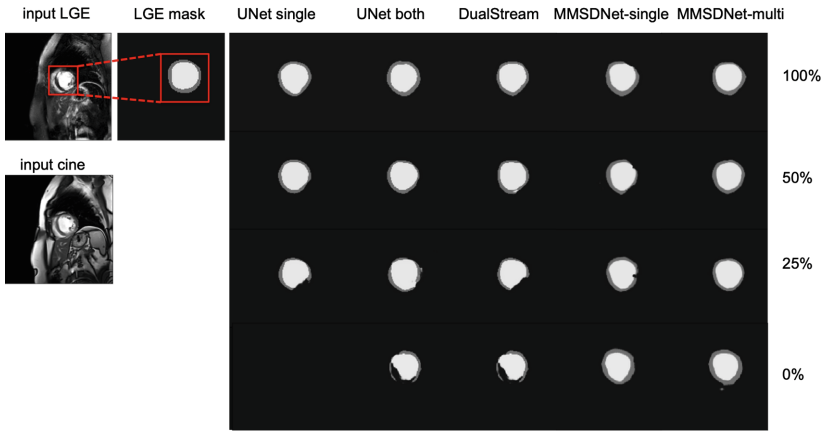 input LGE
LGE mask
UNet single
UNet both
DualStream
MMSDNet-single
MMSDNet-multi
100%
input cine
50%
25%
0%